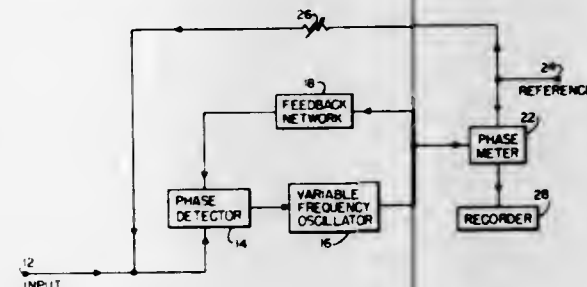 26
24
REFERENCE
18
FEEDBACK
NETWORK
22
PHASE
METER
PHASE
DETECTOR
VARIABLE
FREQUENCY
OSCILLATOR
28
RECORDER
14
16
12
INPUT